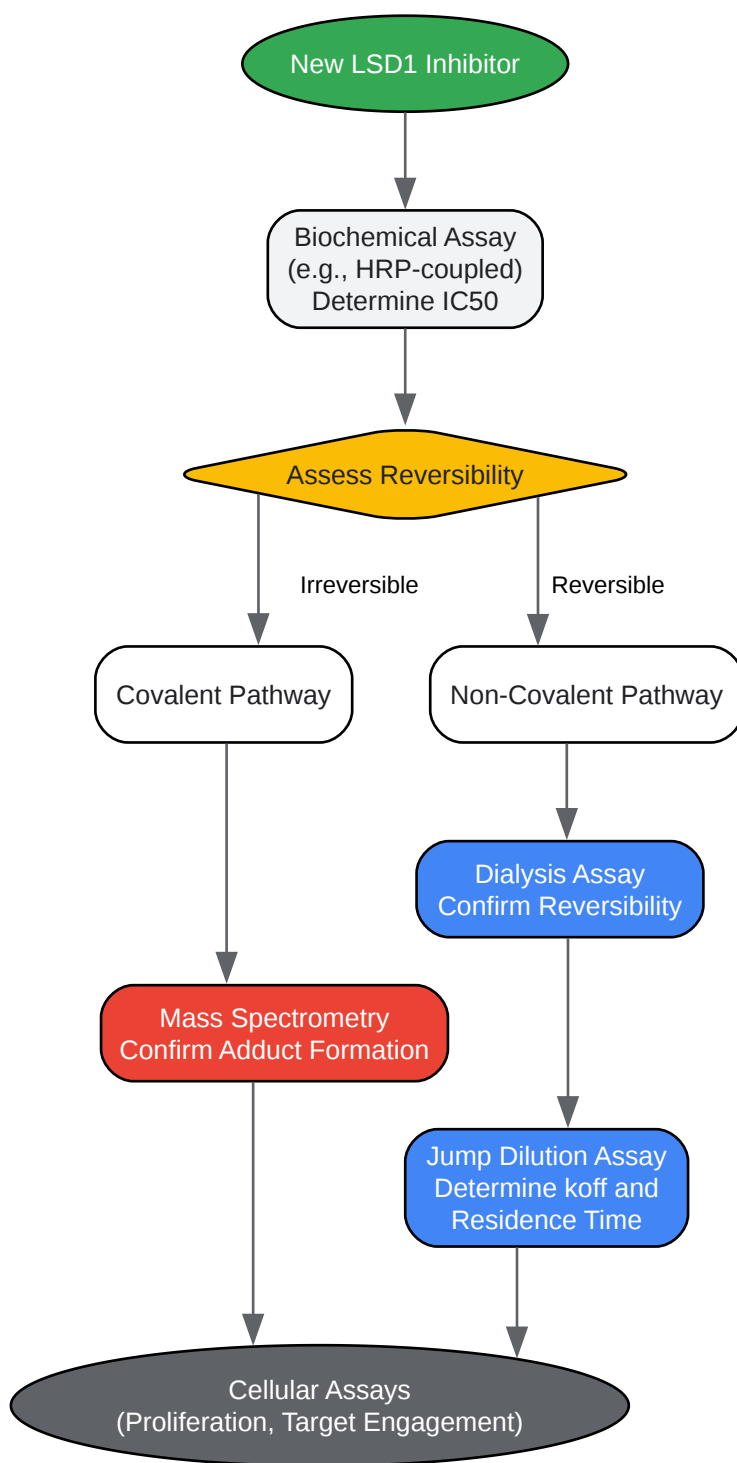 New LSD1 Inhibitor
Biochemical Assay
(e.g., HRP-coupled)
Determine IC50
Assess Reversibility
Irreversible
Reversible
Covalent Pathway
Non-Covalent Pathway
Dialysis Assay
Confirm Reversibility
Mass Spectrometry
Confirm Adduct Formation
Jump Dilution Assay
Determine koff and
Residence Time
Cellular Assays
(Proliferation, Target Engagement)